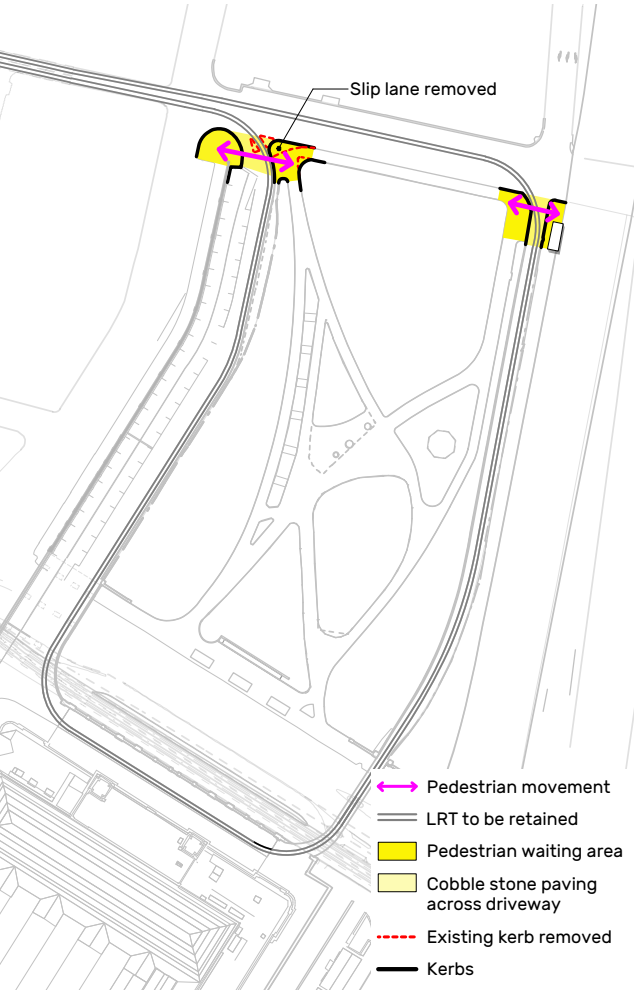 Slip lane removed
Pedestrian movement
LRT to be retained
Pedestrian waiting area
Cobble stone paving
across driveway
Existing kerb removed
Kerbs